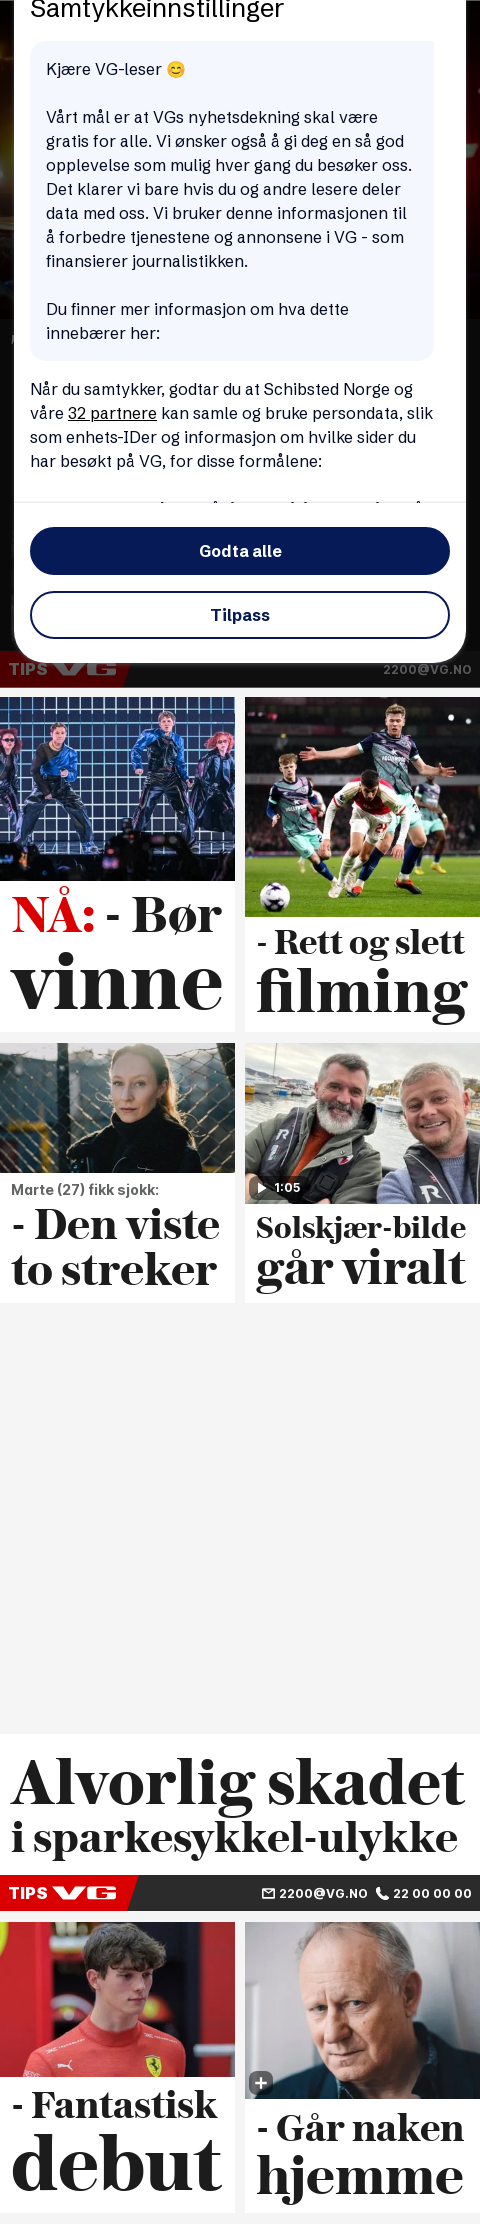 Samtykkeinnstillinger
Kjære VG-leser 😊
Vårt mål er at VGs nyhetsdekning skal være
gratis for alle. Vi ønsker også å gi deg en så god
opplevelse som mulig hver gang du besøker oss.
Det klarer vi bare hvis du og andre lesere deler
data med oss. Vi bruker denne informasjonen til
å forbedre tjenestene og annonsene i VG - som
finansierer journalistikken.
Du finner mer informasjon om hva dette
innebærer her:
Når du samtykker, godtar du at Schibsted Norge og
våre 32 partnere kan samle og bruke persondata, slik
som enhets-IDer og informasjon om hvilke sider du
har besøkt på VG, for disse formålene:
Godta alle
Tilpass
TIPS VG 2200@VG.NO
NÅ: - Bør
vinne
- Rett og slett
filming
Marte (27) fikk sjokk:
- Den viste
to streker
1:05
Solskjær-bilde
går viralt
Alvorlig skadet
i sparkesykkel-ulykke
TIPS VG 2200@VG.NO 22 00 00 00
- Fantastisk
debut
- Går naken
hjemme